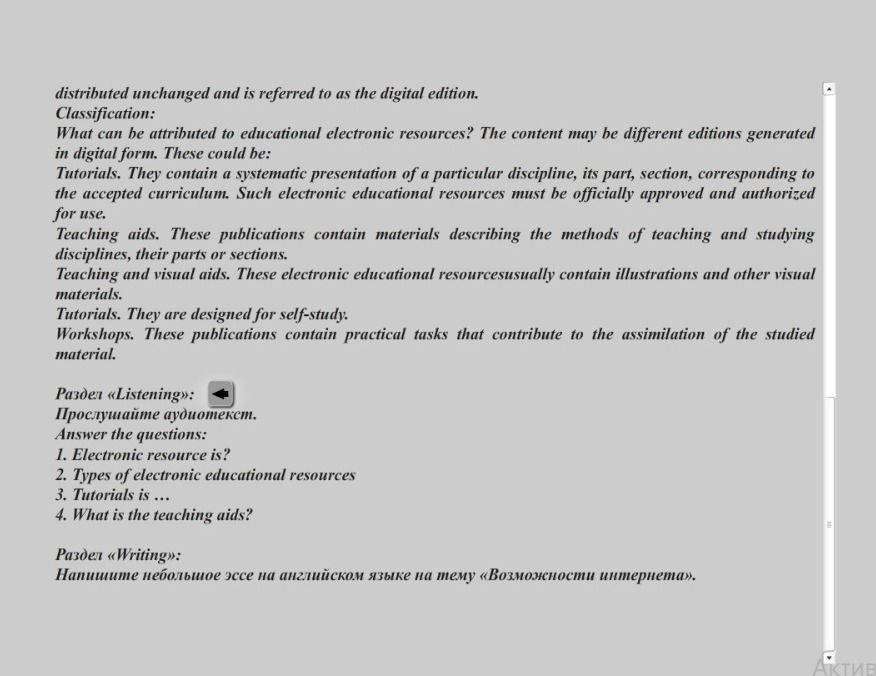 distributed unchanged and is referred to as the digital edition.
Classification:
What can be attributed to educational electronic resources? The content may be different editions generated
in digital form. These could be:
Tutorials. They contain a systematic presentation of a particular discipline, its part, section, corresponding to
the accepted curriculum. Such electronic educational resources must be officially approved and authorized
for use.
Teaching aids. These publications contain materials describing the methods of teaching and studying
disciplines, their parts or sections.
Teaching and visual aids. These electronic educational resourcesusually contain illustrations and other visual
materials.
Tutorials. They are designed for self-study.
Workshops. These publications contain practical tasks that contribute to the assimilation of the studied
material.
Раздел «Listening»:
Прослушайте аудиотекст.
Answer the questions:
1. Electronic resource is?
2. Types of electronic educational resources
3. Tutorials is …
4. What is the teaching aids?
Раздел «Writing»:
Напишите небольшое эссе на английском языке на тему «Возможности интернета».
Актив